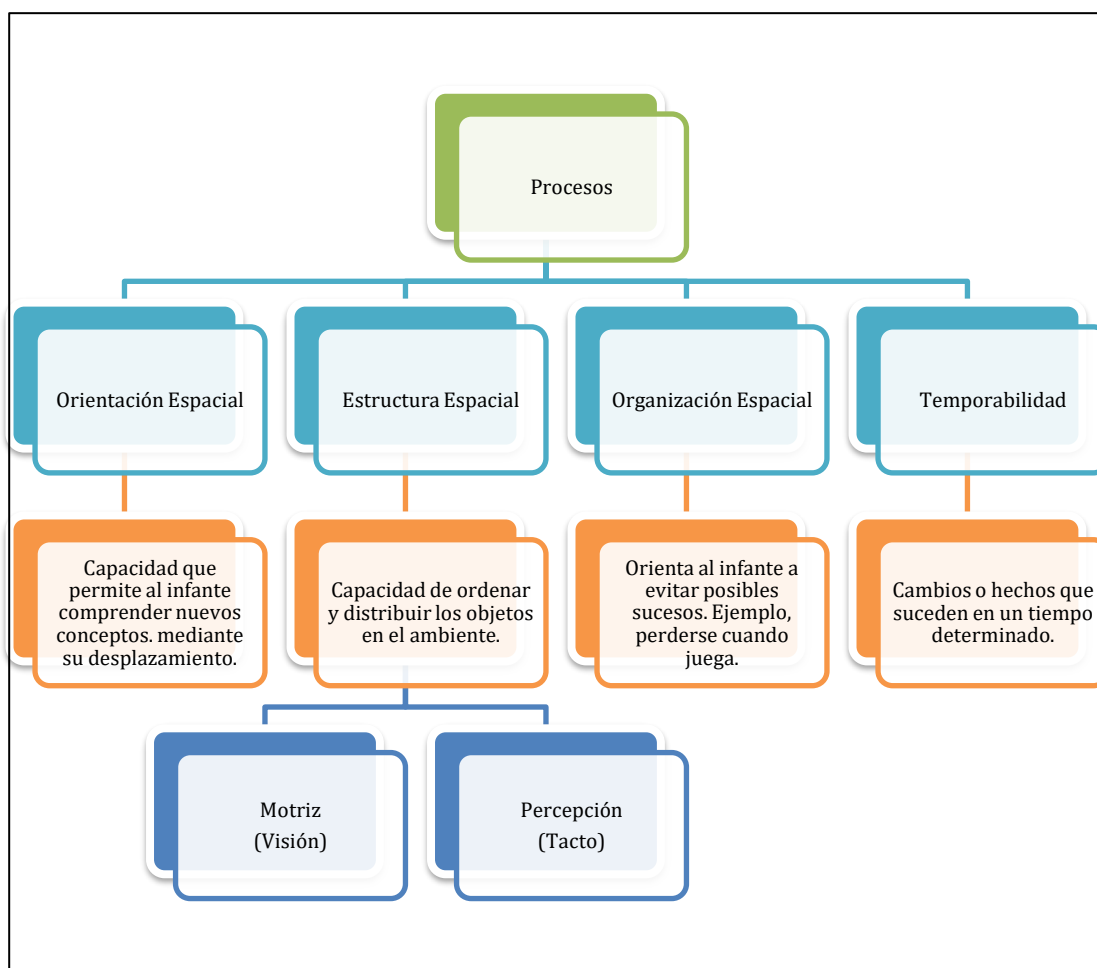 Procesos
Orientación Espacial
Estructura Espacial
Organización Espacial
Temporabilidad
Capacidad que
permite al infante
comprender nuevos
conceptos. mediante
su desplazamiento.
Capacidad de ordenar
y distribuir los objetos
en el ambiente.
Orienta al infante a
evitar posibles
sucesos. Ejemplo,
perderse cuando
juega.
Cambios o hechos que
suceden en un tiempo
determinado.
Motriz
(Visión)
Percepción
(Tacto)